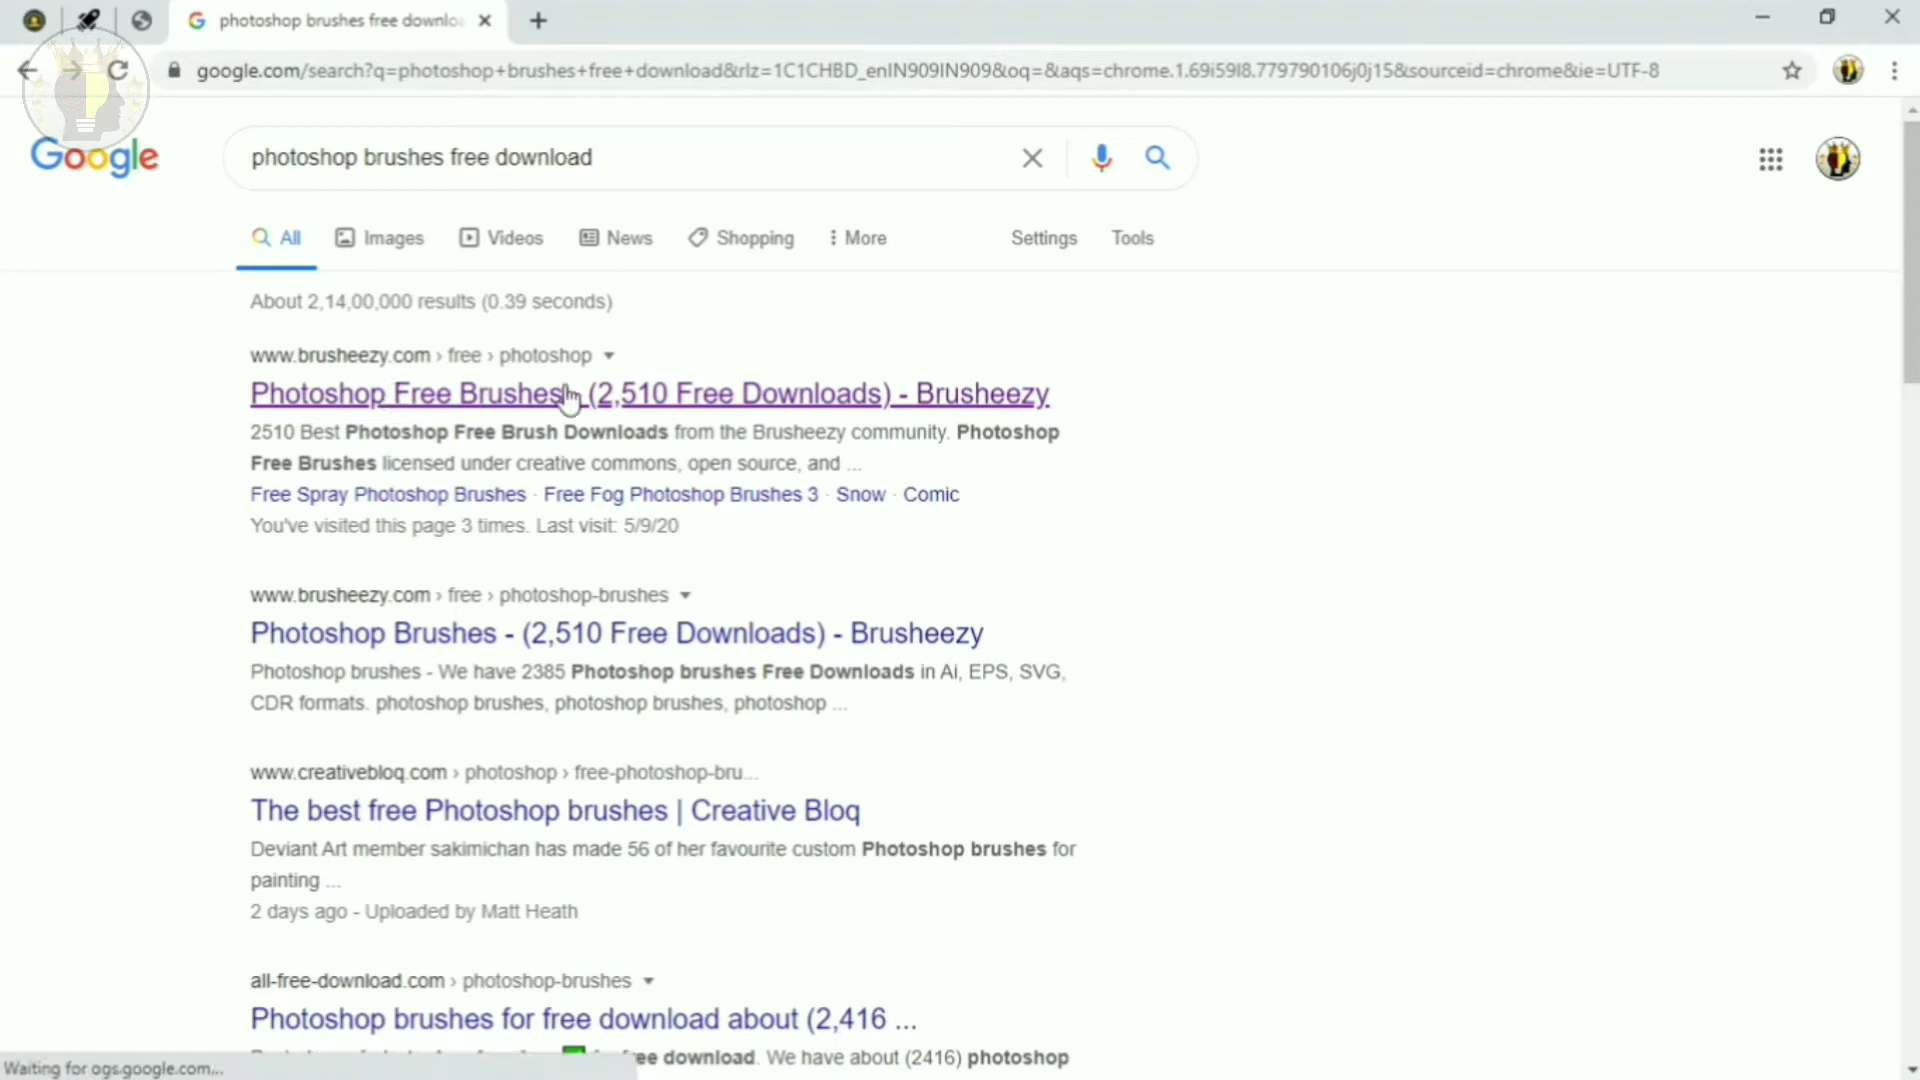 photoshop brushes free downlo
google.com/search?q=photoshop+brushes+free+download&rlz=1C1CHBD_enIN909IN909&oq=&aqs=chrome.1.69i59l8.779790106j0j15&sourceid=chrome&ie=UTF-8
Google
photoshop brushes free download
All Images Videos News Shopping More Settings Tools
About 2,14,00,000 results (0.39 seconds)
www.brusheezy.com › free › photoshop
Photoshop Free Brushes - (2,510 Free Downloads) - Brusheezy
2510 Best Photoshop Free Brush Downloads from the Brusheezy community. Photoshop
Free Brushes licensed under creative commons, open source, and ...
Free Spray Photoshop Brushes · Free Fog Photoshop Brushes 3 · Snow · Comic
You've visited this page 3 times. Last visit: 5/9/20
www.brusheezy.com › free › photoshop-brushes
Photoshop Brushes - (2,510 Free Downloads) - Brusheezy
Photoshop brushes - We have 2385 Photoshop brushes Free Downloads in Ai, EPS, SVG,
CDR formats. photoshop brushes, photoshop brushes, photoshop ...
www.creativebloq.com › photoshop › free-photoshop-bru...
The best free Photoshop brushes | Creative Bloq
Deviant Art member sakimichan has made 56 of her favourite custom Photoshop brushes for
painting ...
2 days ago - Uploaded by Matt Heath
all-free-download.com › photoshop-brushes
Photoshop brushes for free download about (2,416 ...
free download. We have about (2416) photoshop
Waiting for ogs.google.com...